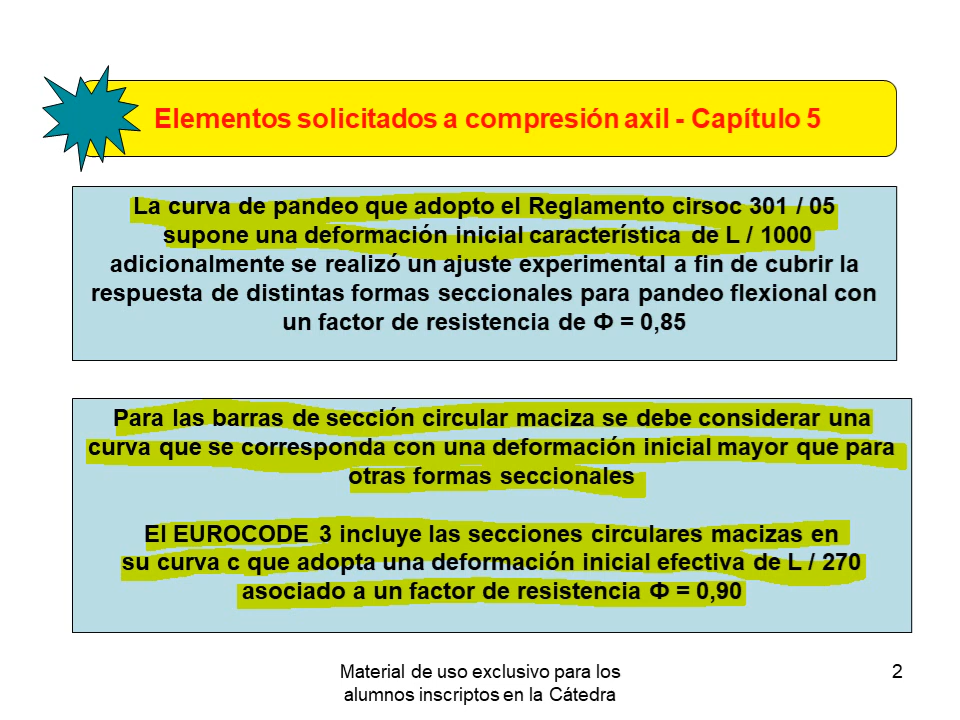 Elementos solicitados a compresión axil - Capítulo 5
La curva de pandeo que adopto el Reglamento cirsoc 301 / 05
supone una deformación inicial característica de L / 1000
adicionalmente se realizó un ajuste experimental a fin de cubrir la
respuesta de distintas formas seccionales para pandeo flexional con
un factor de resistencia de Φ = 0,85
Para las barras de sección circular maciza se debe considerar una
curva que se corresponda con una deformación inicial mayor que para
otras formas seccionales
El EUROCODE 3 incluye las secciones circulares macizas en
su curva c que adopta una deformación inicial efectiva de L / 270
asociado a un factor de resistencia Φ = 0,90
Material de uso exclusivo para los
alumnos inscriptos en la Cátedra
2